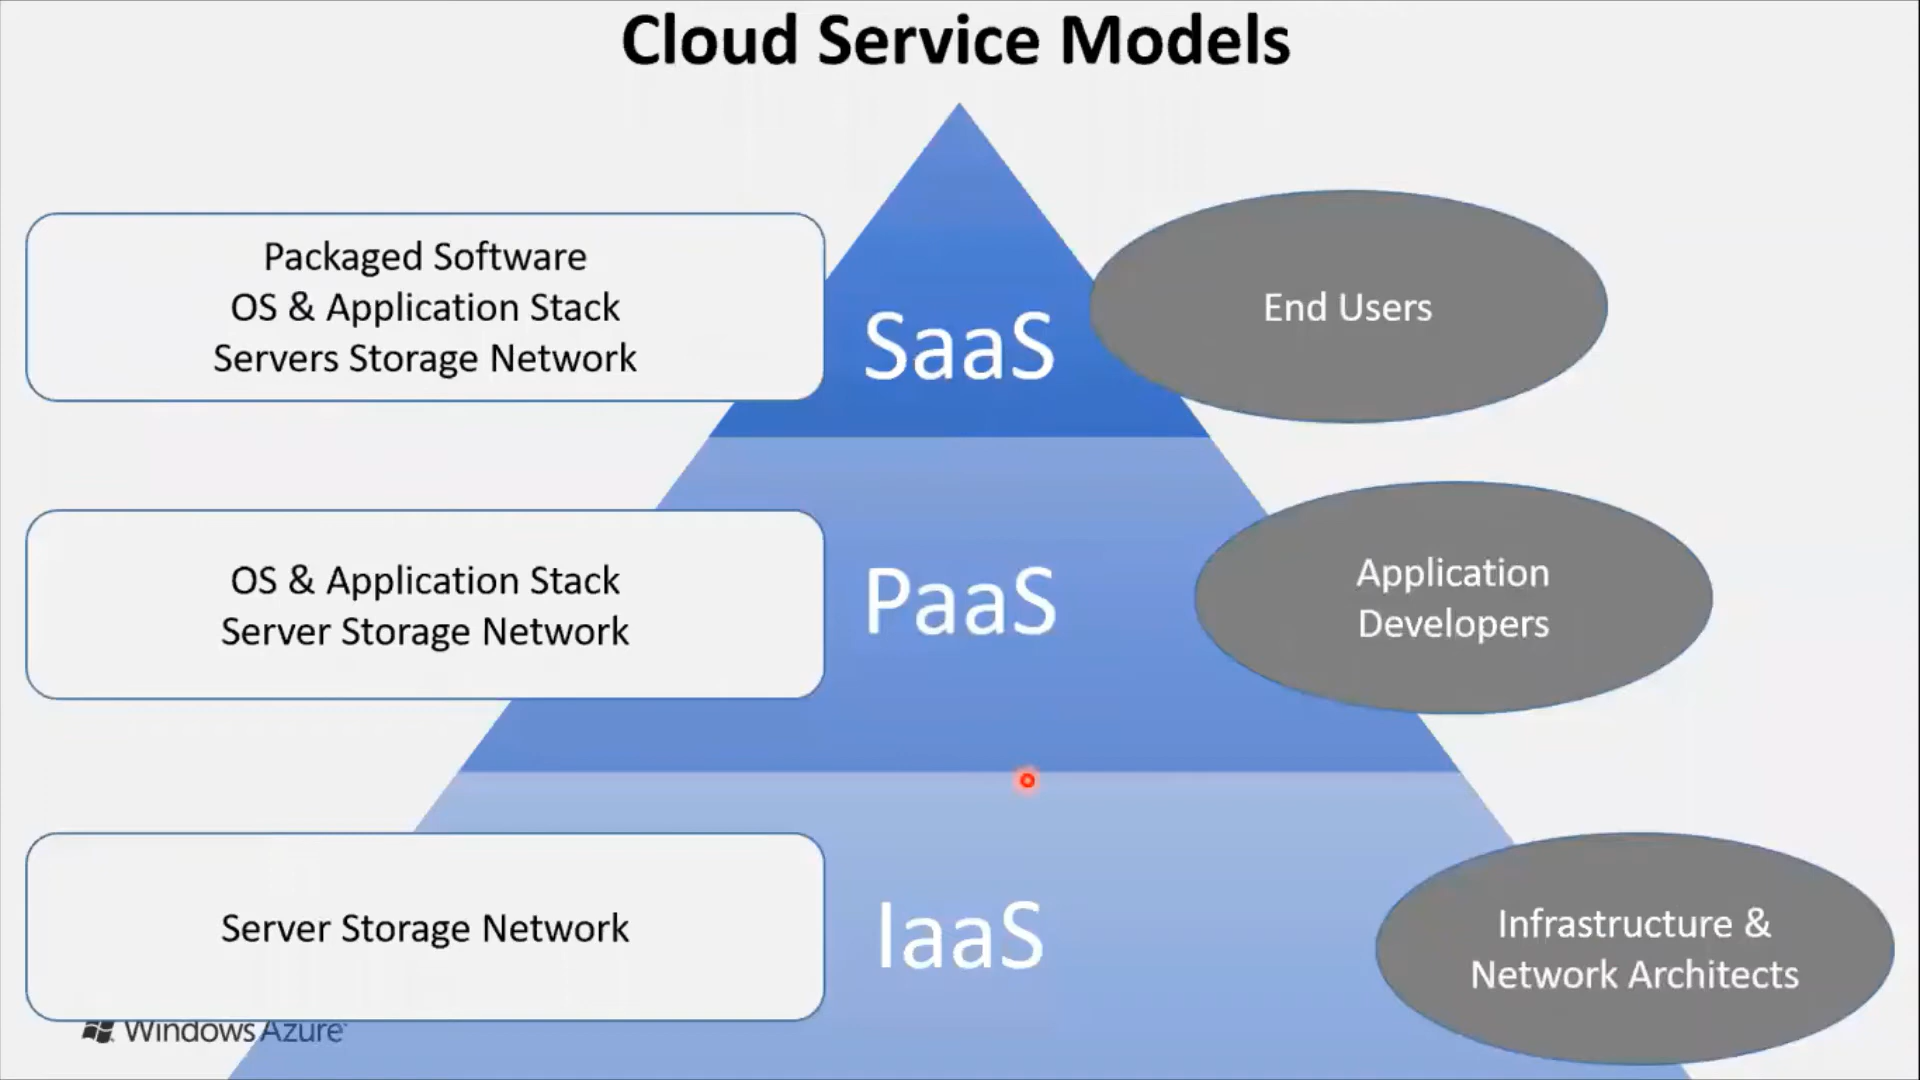 Cloud Service Models
Packaged Software
OS & Application Stack
Servers Storage Network
SaaS
End Users
OS & Application Stack
Server Storage Network
PaaS
Application
Developers
Server Storage Network
IaaS
Infrastructure &
Network Architects
Windows Azure